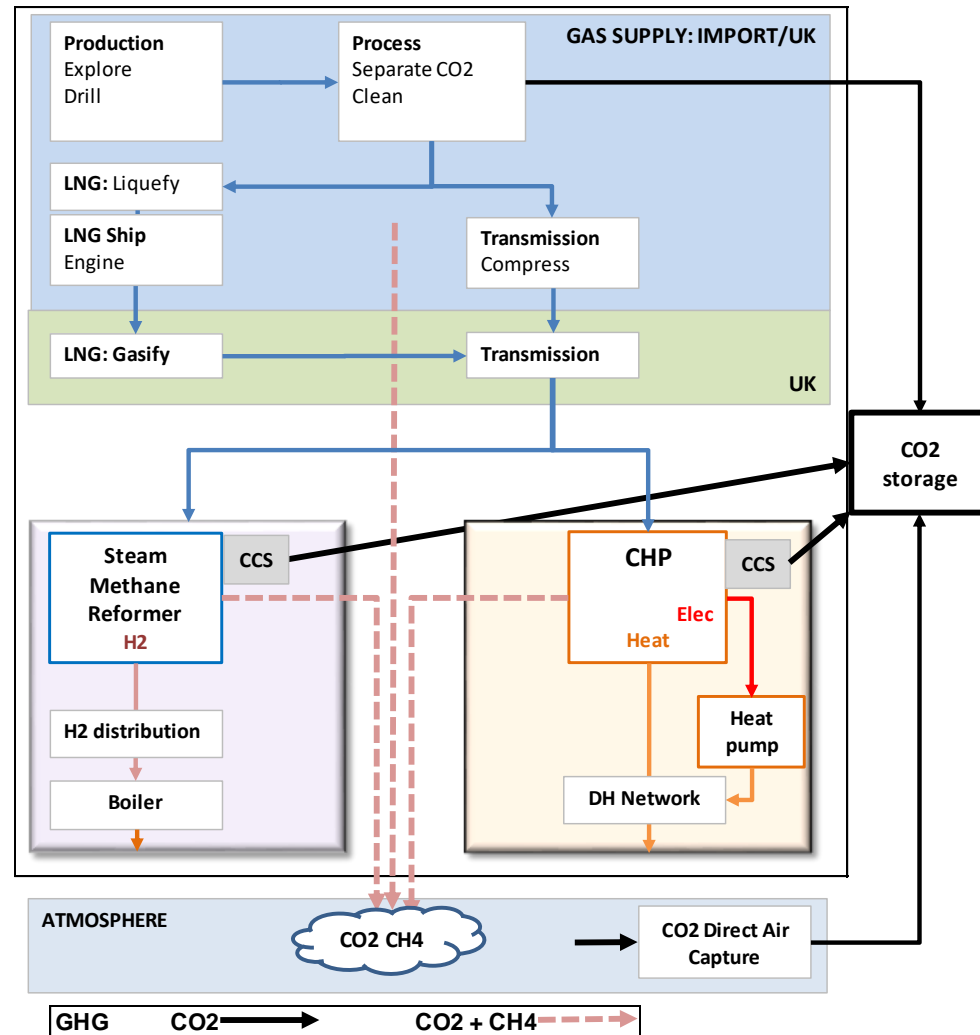 GAS SUPPLY: IMPORT/UK
Production
Explore
Drill
Process
Separate CO2
Clean
LNG: Liquefy
LNG Ship
Engine
Transmission
Compress
LNG: Gasify
Transmission
UK
CO2
storage
Steam
Methane
Reformer
H2
CCS
CHP
Elec
Heat
CCS
H2 distribution
Heat
pump
Boiler
DH Network
ATMOSPHERE
CO2 CH4
CO2 Direct Air
Capture
GHG CO2 CO2 + CH4